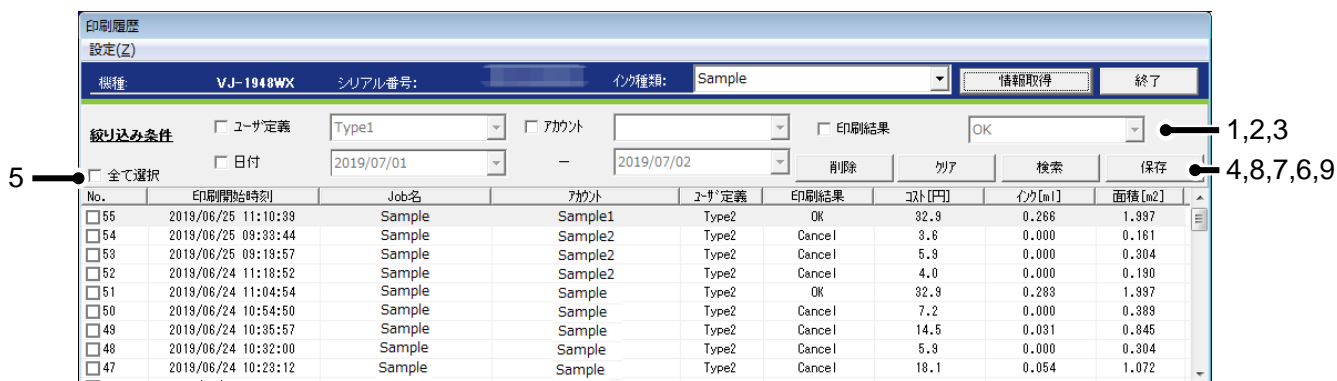 印刷履歴
設定(Z)
機種: VJ-1948WX シリアル番号: インク種類: Sample 情報取得 終了
絞り込み条件 ユーザ定義 Type1 アカウント 印刷結果 OK 1,2,3
日付 2019/07/01 － 2019/07/02 削除 クリア 検索 保存 4,8,7,6,9
5 全て選択
No. 印刷開始時刻 Job名 アカウント ユーザ定義 印刷結果 コスト[円] インク[ml] 面積[m2]
55 2019/06/25 11:10:39 Sample Sample1 Type2 OK 32.9 0.266 1.997
54 2019/06/25 09:33:44 Sample Sample2 Type2 Cancel 3.6 0.000 0.161
53 2019/06/25 09:19:57 Sample Sample2 Type2 Cancel 5.9 0.000 0.304
52 2019/06/24 11:18:52 Sample Sample2 Type2 Cancel 4.0 0.000 0.190
51 2019/06/24 11:04:54 Sample Sample Type2 OK 32.9 0.283 1.997
50 2019/06/24 10:54:50 Sample Sample Type2 Cancel 7.2 0.000 0.389
49 2019/06/24 10:35:57 Sample Sample Type2 Cancel 14.5 0.031 0.845
48 2019/06/24 10:32:00 Sample Sample Type2 Cancel 5.9 0.000 0.304
47 2019/06/24 10:23:12 Sample Sample Type2 Cancel 18.1 0.054 1.072